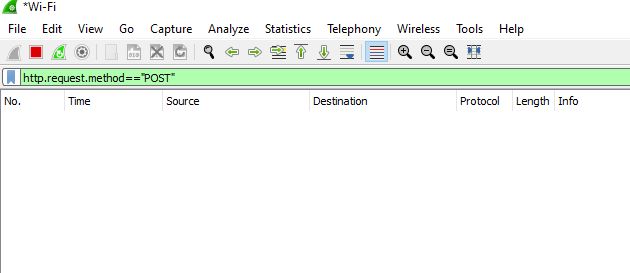 *Wi-Fi
File Edit View Go Capture Analyze Statistics Telephony Wireless Tools Help
http.request.method=="POST"
No. Time Source Destination Protocol Length Info